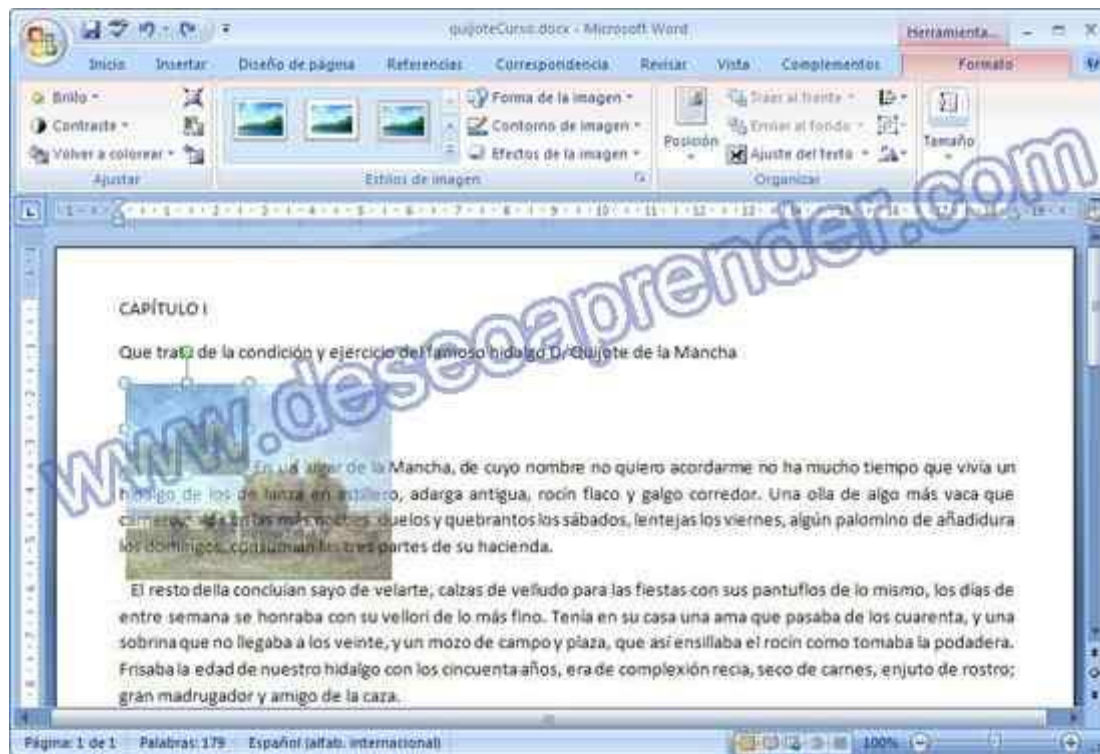 quijoteCurso.docx - Microsoft Word
Herramienta...
Inicio Insertar Diseño de página Referencias Correspondencia Revisar Vista Complementos Formato
Brillo
Contraste
Volver a colorear
Forma de la imagen
Contorno de imagen
Efectos de la imagen
Posición
Traer al frente
Enviar al fondo
Ajuste del texto
Tamaño
Ajustar Estilos de imagen Organizar
www.deseoaprender.com
CAPÍTULO I
Que trata de la condición y ejercicio del famoso hidalgo D. Quijote de la Mancha
En un lugar de la Mancha, de cuyo nombre no quiero acordarme no ha mucho tiempo que vivía un
hidalgo de los de lanza en astillero, adarga antigua, rocín flaco y galgo corredor. Una olla de algo más vaca que
carnero, las más noches, duelos y quebrantos los sábados, lentejas los viernes, algún palomino de añadidura
los domingos, consumían las tres partes de su hacienda.
El resto della concluían sayo de velarte, calzas de velludo para las fiestas con sus pantuflos de lo mismo, los días de
entre semana se honraba con su vellori de lo más fino. Tenía en su casa una ama que pasaba de los cuarenta, y una
sobrina que no llegaba a los veinte, y un mozo de campo y plaza, que así ensillaba el rocín como tomaba la podadera.
Frisaba la edad de nuestro hidalgo con los cincuenta años, era de complexión recia, seco de carnes, enjuto de rostro;
gran madrugador y amigo de la caza.
Página: 1 de 1 Palabras: 179 Español (alfab. internacional) 100%